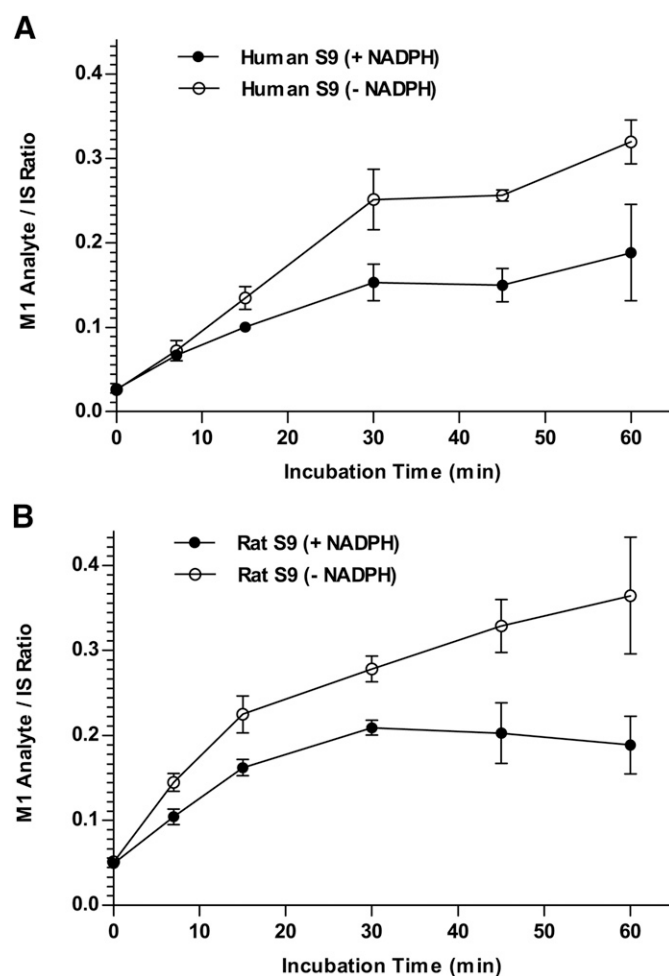 A
Human S9 (+ NADPH)
Human S9 (- NADPH)
M1 Analyte / IS Ratio
0.4
0.3
0.2
0.1
0.0
0 10 20 30 40 50 60
Incubation Time (min)
B
Rat S9 (+ NADPH)
Rat S9 (- NADPH)
M1 Analyte / IS Ratio
0.4
0.3
0.2
0.1
0.0
0 10 20 30 40 50 60
Incubation Time (min)